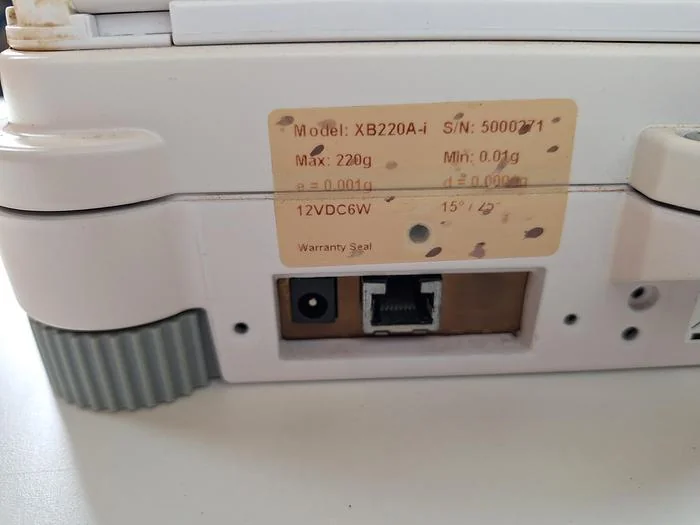 Model: XB220A-i S/N: 5000271
Max: 220g Min: 0.01g
e = 0.001g d =
12VDC6W 15° /
Warranty Seal